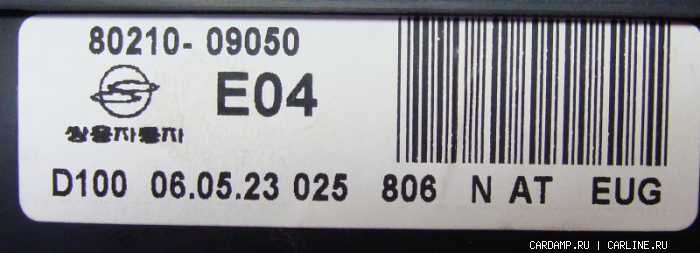 80210- 09050
E04
쌍용자동차
D100 06.05.23 025 806 N AT EUG
CARDAMP.RU | CARLINE.RU